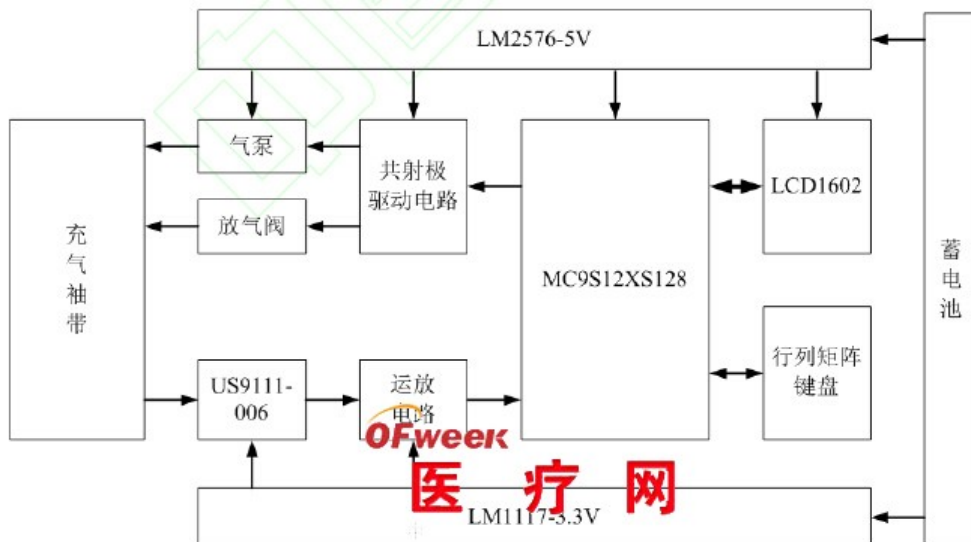 LM2576-5V
气泵
共射极
驱动电路
放气阀
充
气
袖
带
MC9S12XS128
LCD1602
蓄
电
池
行列矩阵
键盘
US9111-
006
运放
电路
OFweek
医疗网
LM1117-3.3V